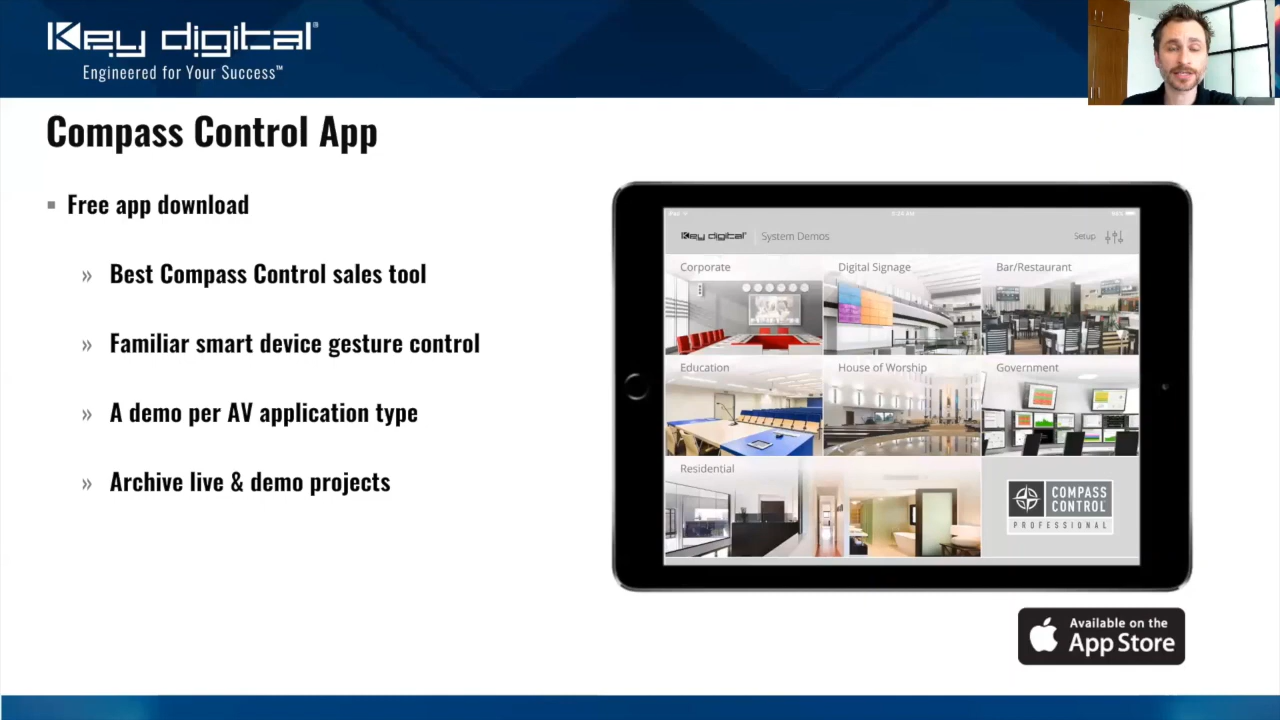 Key digital®
Engineered for Your Success™
Compass Control App
Free app download
» Best Compass Control sales tool
» Familiar smart device gesture control
» A demo per AV application type
» Archive live & demo projects
iPad
Key digital® System Demos Setup
Corporate Digital Signage Bar/Restaurant
Education House of Worship Government
Residential
COMPASS
CONTROL
PROFESSIONAL
Available on the
App Store